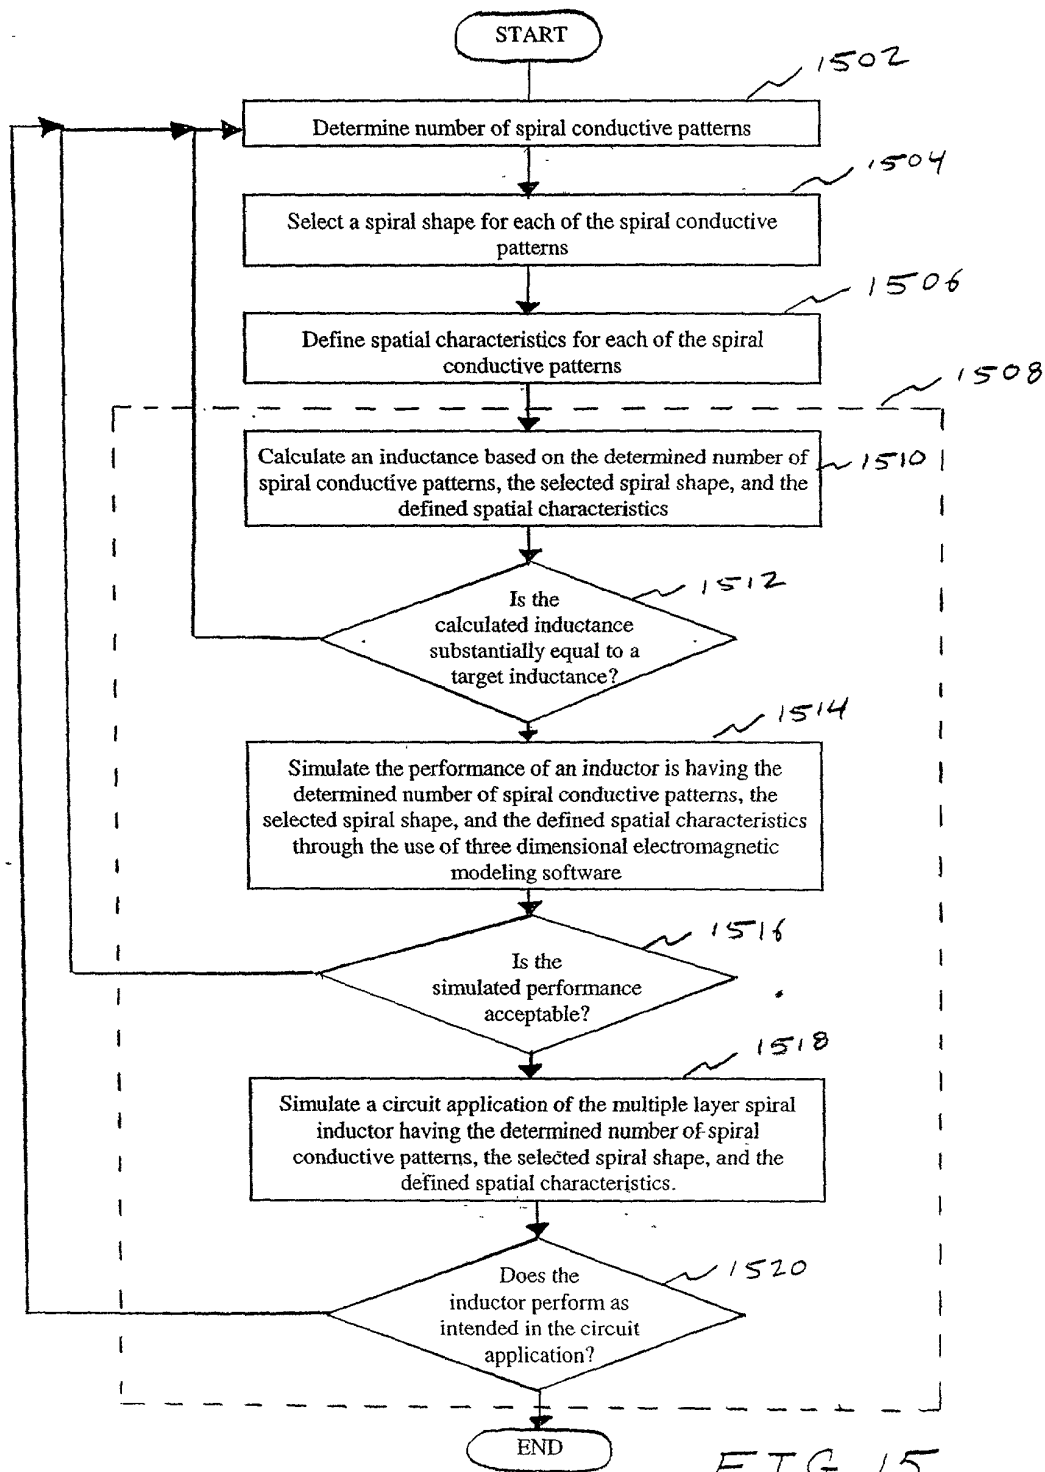 START
1502
Determine number of spiral conductive patterns
1504
Select a spiral shape for each of the spiral conductive
patterns
1506
Define spatial characteristics for each of the spiral
conductive patterns
1508
Calculate an inductance based on the determined number of
spiral conductive patterns, the selected spiral shape, and the
defined spatial characteristics
1510
1512
Is the
calculated inductance
substantially equal to a
target inductance?
1514
Simulate the performance of an inductor is having the
determined number of spiral conductive patterns, the
selected spiral shape, and the defined spatial characteristics
through the use of three dimensional electromagnetic
modeling software
1516
Is the
simulated performance
acceptable?
1518
Simulate a circuit application of the multiple layer spiral
inductor having the determined number of spiral
conductive patterns, the selected spiral shape, and the
defined spatial characteristics.
1520
Does the
inductor perform as
intended in the circuit
application?
END
FIG 15